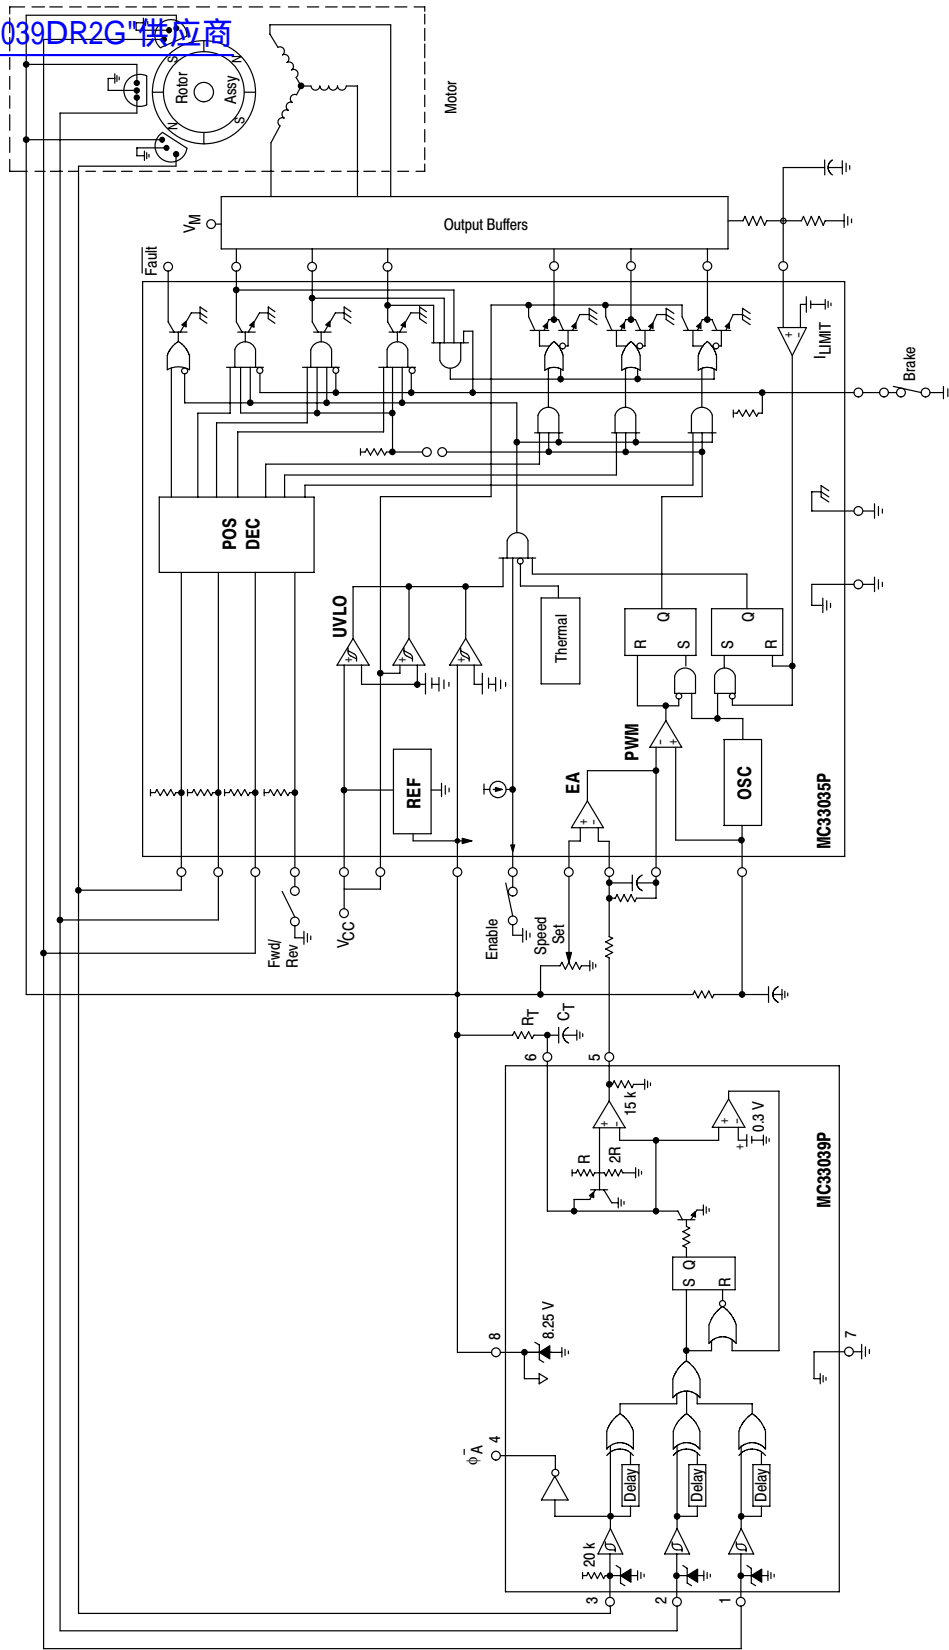 039DR2G"供应商
Rotor
Assy
N
S
N
S
Motor
VM
Output Buffers
Fault
ILIMIT
Brake
POS
DEC
UVLO
Thermal
R
Q
S
S
Q
R
PWM
EA
REF
OSC
MC33035P
Fwd/
Rev
VCC
Enable
Speed
Set
RT
CT
6
5
15 k
R
2R
0.3 V
MC33039P
S Q
R
8
8.25 V
7
4
ϕA
Delay
Delay
Delay
20 k
3
2
1